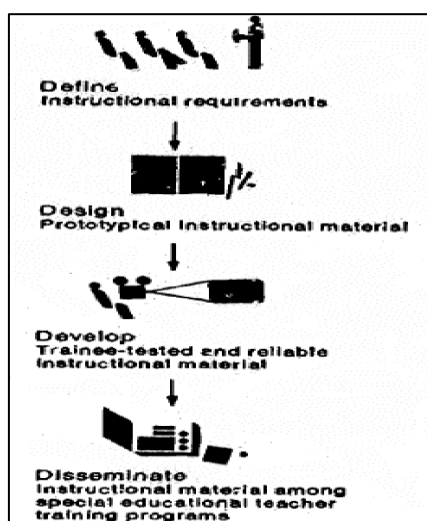 Define
Instructional requirements
Design
Prototypical instructional material
Develop
Trainee-tested and reliable
instructional material
Disseminate
Instructional material among
special educational teacher
training programs